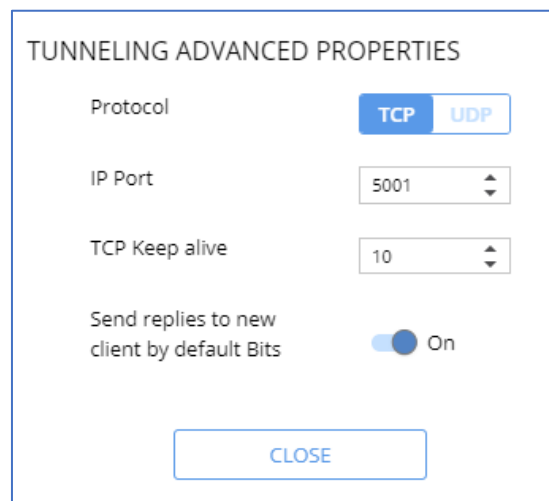 TUNNELING ADVANCED PROPERTIES
Protocol TCP UDP
IP Port 5001
TCP Keep alive 10
Send replies to new
client by default Bits On
CLOSE